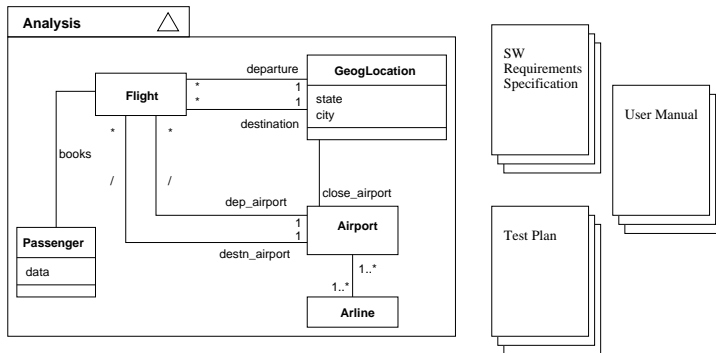 Analysis
departure
GeogLocation
*
1
Flight
state
city
*
1
destination
*
*
books
/
/
close_airport
dep_airport
1
Airport
1
destn_airport
Passenger
data
1..*
1..*
Arline
SW
Requirements
Specification
User Manual
Test Plan